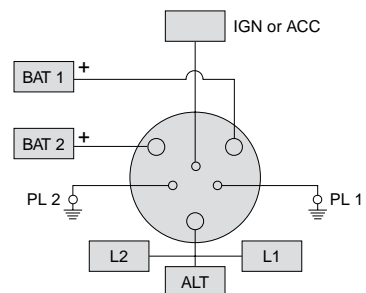 IGN or ACC
BAT 1 +
BAT 2 +
PL 2
PL 1
L2
L1
ALT